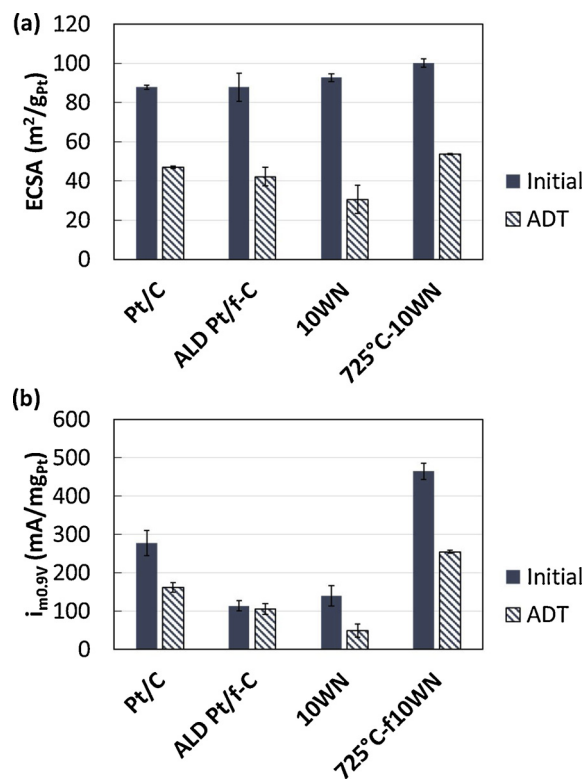 (a)
ECSA (m²/gPt)
120
100
80
60
40
20
0
Initial
ADT
Pt/C
ALD Pt/f-C
10WN
725°C-10WN
(b)
im0.9V (mA/mgPt)
600
500
400
300
200
100
0
Initial
ADT
Pt/C
ALD Pt/f-C
10WN
725°C-f10WN